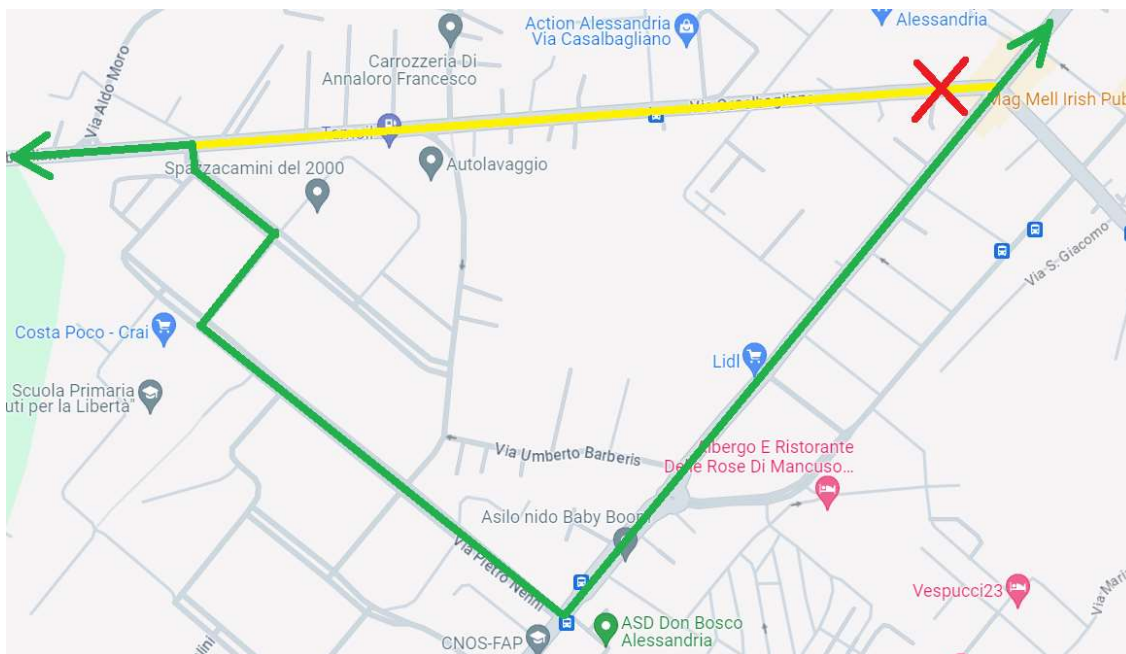 Action Alessandria
Via Casalbagliano
Alessandria
Carrozzeria Di
Annaloro Francesco
Via Aldo Moro
Mag Mell Irish Pub
Spazzacamini del 2000
Autolavaggio
Via S. Giacomo
Costa Poco - Crai
Lidl
Scuola Primaria
uti per la Libertà"
Via Umberto Barberis
Albergo E Ristorante
Delle Rose Di Mancuso...
Asilo nido Baby Boom
Via Pietro Nenni
Vespucci23
CNOS-FAP
ASD Don Bosco
Alessandria